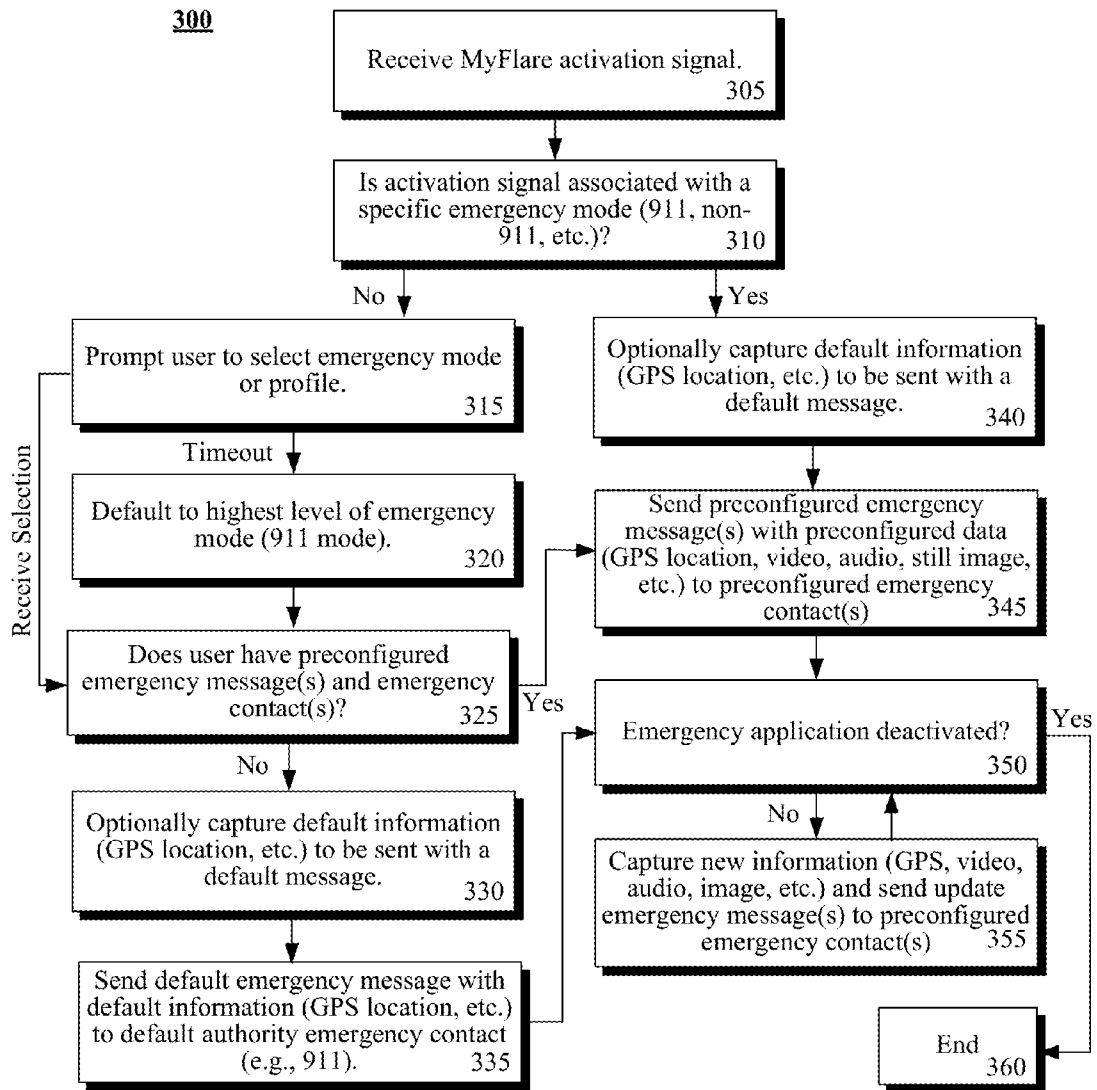 300
Receive MyFlare activation signal.
305
Is activation signal associated with a
specific emergency mode (911, non-
911, etc.)?
310
No
Yes
Prompt user to select emergency mode
or profile.
315
Optionally capture default information
(GPS location, etc.) to be sent with a
default message.
340
Timeout
Receive Selection
Default to highest level of emergency
mode (911 mode).
320
Send preconfigured emergency
message(s) with preconfigured data
(GPS location, video, audio, still image,
etc.) to preconfigured emergency
contact(s)
345
Does user have preconfigured
emergency message(s) and emergency
contact(s)?
325
Yes
No
Emergency application deactivated?
350
Yes
No
Optionally capture default information
(GPS location, etc.) to be sent with a
default message.
330
Capture new information (GPS, video,
audio, image, etc.) and send update
emergency message(s) to preconfigured
emergency contact(s)
355
Send default emergency message with
default information (GPS location, etc.)
to default authority emergency contact
(e.g., 911).
335
End
360